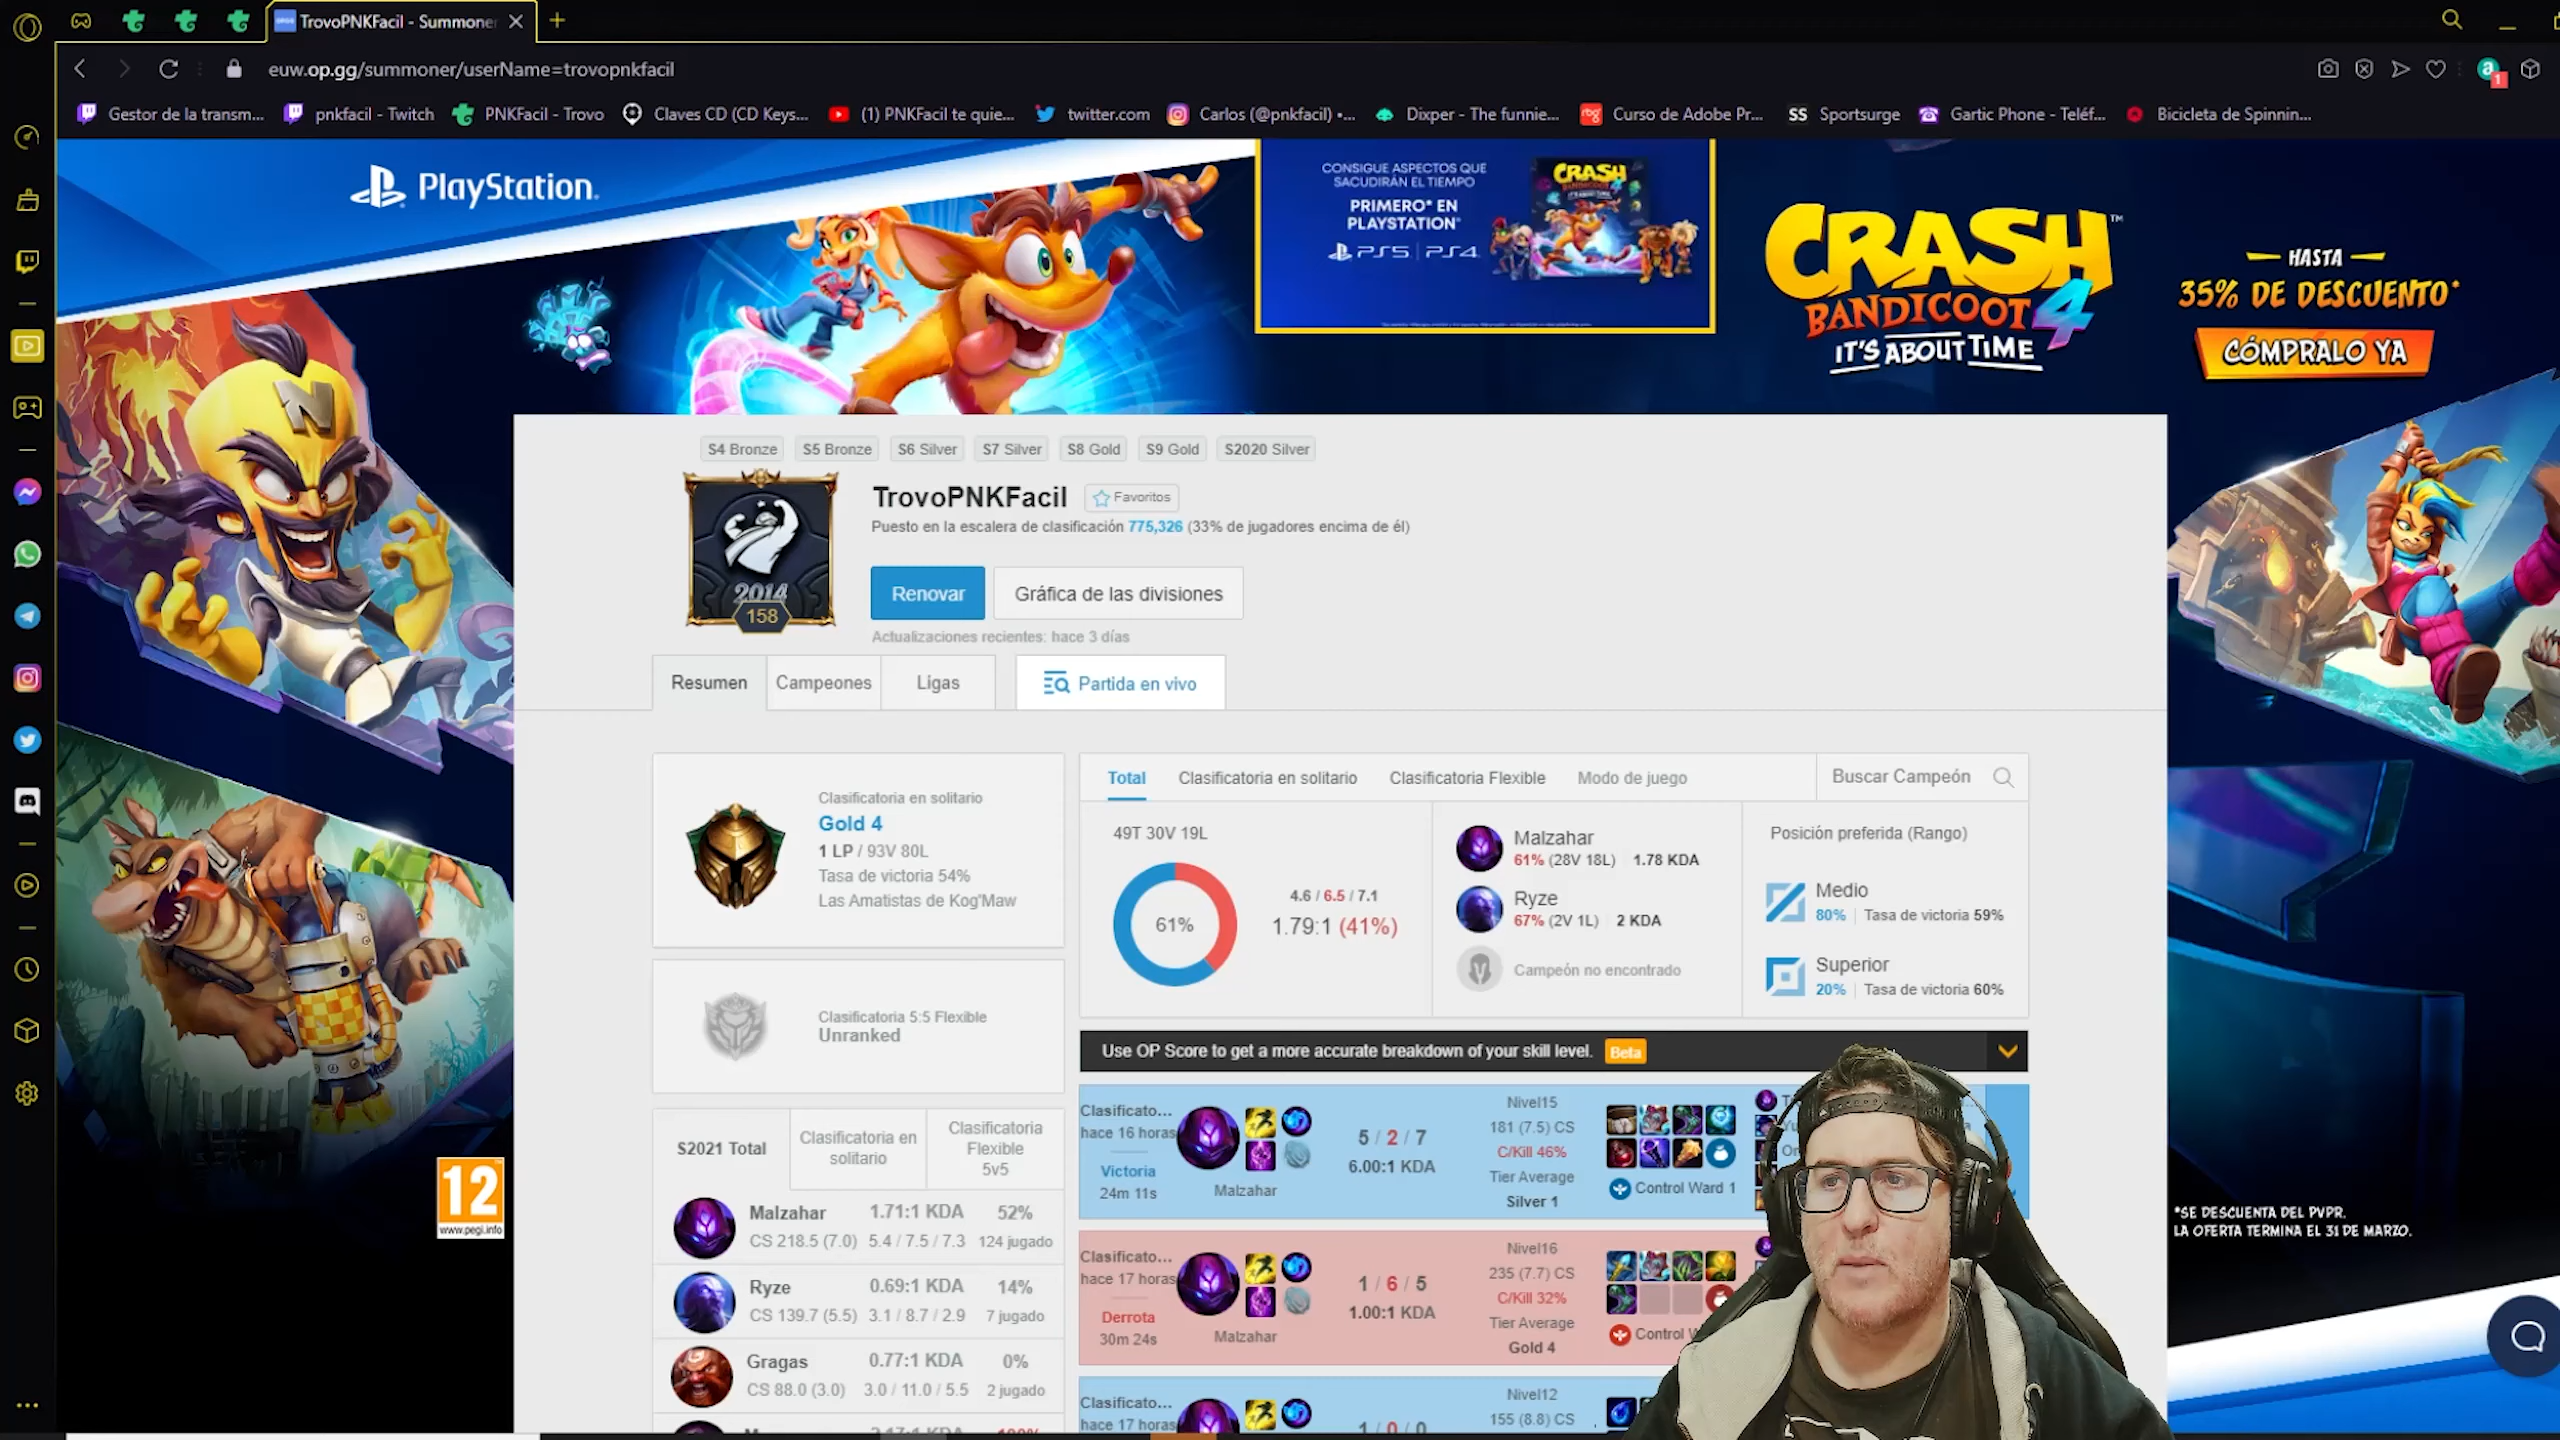 TrovoPNKFacil - Summone
euw.op.gg/summoner/userName=trovopnkfacil
1
Gestor de la transm... pnkfacil - Twitch PNKFacil - Trovo Claves CD (CD Keys... (1) PNKFacil te quie... twitter.com Carlos (@pnkfacil) •... Dixper - The funnie... Curso de Adobe Pr... SS Sportsurge Gartic Phone - Teléf... Bicicleta de Spinnin...
PlayStation
CONSIGUE ASPECTOS QUE
SACUDIRÁN EL TIEMPO
PRIMERO* EN
PLAYSTATION
PS5 | PS4
CRASH
BANDICOOT 4
IT'S ABOUT TIME
CRASH™
BANDICOOT 4
IT'S ABOUT TIME
HASTA
35% DE DESCUENTO*
CÓMPRALO YA
N
S4 Bronze S5 Bronze S6 Silver S7 Silver S8 Gold S9 Gold S2020 Silver
2014
158
TrovoPNKFacil Favoritos
Puesto en la escalera de clasificación 775,326 (33% de jugadores encima de él)
Renovar Gráfica de las divisiones
Actualizaciones recientes: hace 3 días
Resumen Campeones Ligas Partida en vivo
Clasificatoria en solitario
Gold 4
1 LP / 93V 80L
Tasa de victoria 54%
Las Amatistas de Kog'Maw
Clasificatoria 5:5 Flexible
Unranked
S2021 Total Clasificatoria en solitario Clasificatoria Flexible 5v5
Malzahar 1.71:1 KDA 52%
CS 218.5 (7.0) 5.4 / 7.5 / 7.3 124 jugado
Ryze 0.69:1 KDA 14%
CS 139.7 (5.5) 3.1 / 8.7 / 2.9 7 jugado
Gragas 0.77:1 KDA 0%
CS 88.0 (3.0) 3.0 / 11.0 / 5.5 2 jugado
Total Clasificatoria en solitario Clasificatoria Flexible Modo de juego Buscar Campeón
49T 30V 19L
61%
4.6 / 6.5 / 7.1
1.79:1 (41%)
Malzahar
61% (28V 18L) 1.78 KDA
Ryze
67% (2V 1L) 2 KDA
Campeón no encontrado
Posición preferida (Rango)
Medio
80% Tasa de victoria 59%
Superior
20% Tasa de victoria 60%
Use OP Score to get a more accurate breakdown of your skill level. Beta
Clasificato...
hace 16 horas
Victoria
24m 11s
Malzahar
5 / 2 / 7
6.00:1 KDA
Nivel15
181 (7.5) CS
C/Kill 46%
Tier Average
Silver 1
Control Ward 1
Clasificato...
hace 17 horas
Derrota
30m 24s
Malzahar
1 / 6 / 5
1.00:1 KDA
Nivel16
235 (7.7) CS
C/Kill 32%
Tier Average
Gold 4
Control
Clasificato...
hace 17 horas
1 / 0 / 0
Nivel12
155 (8.8) CS
12
www.pegi.info
*SE DESCUENTA DEL PVPR.
LA OFERTA TERMINA EL 31 DE MARZO.